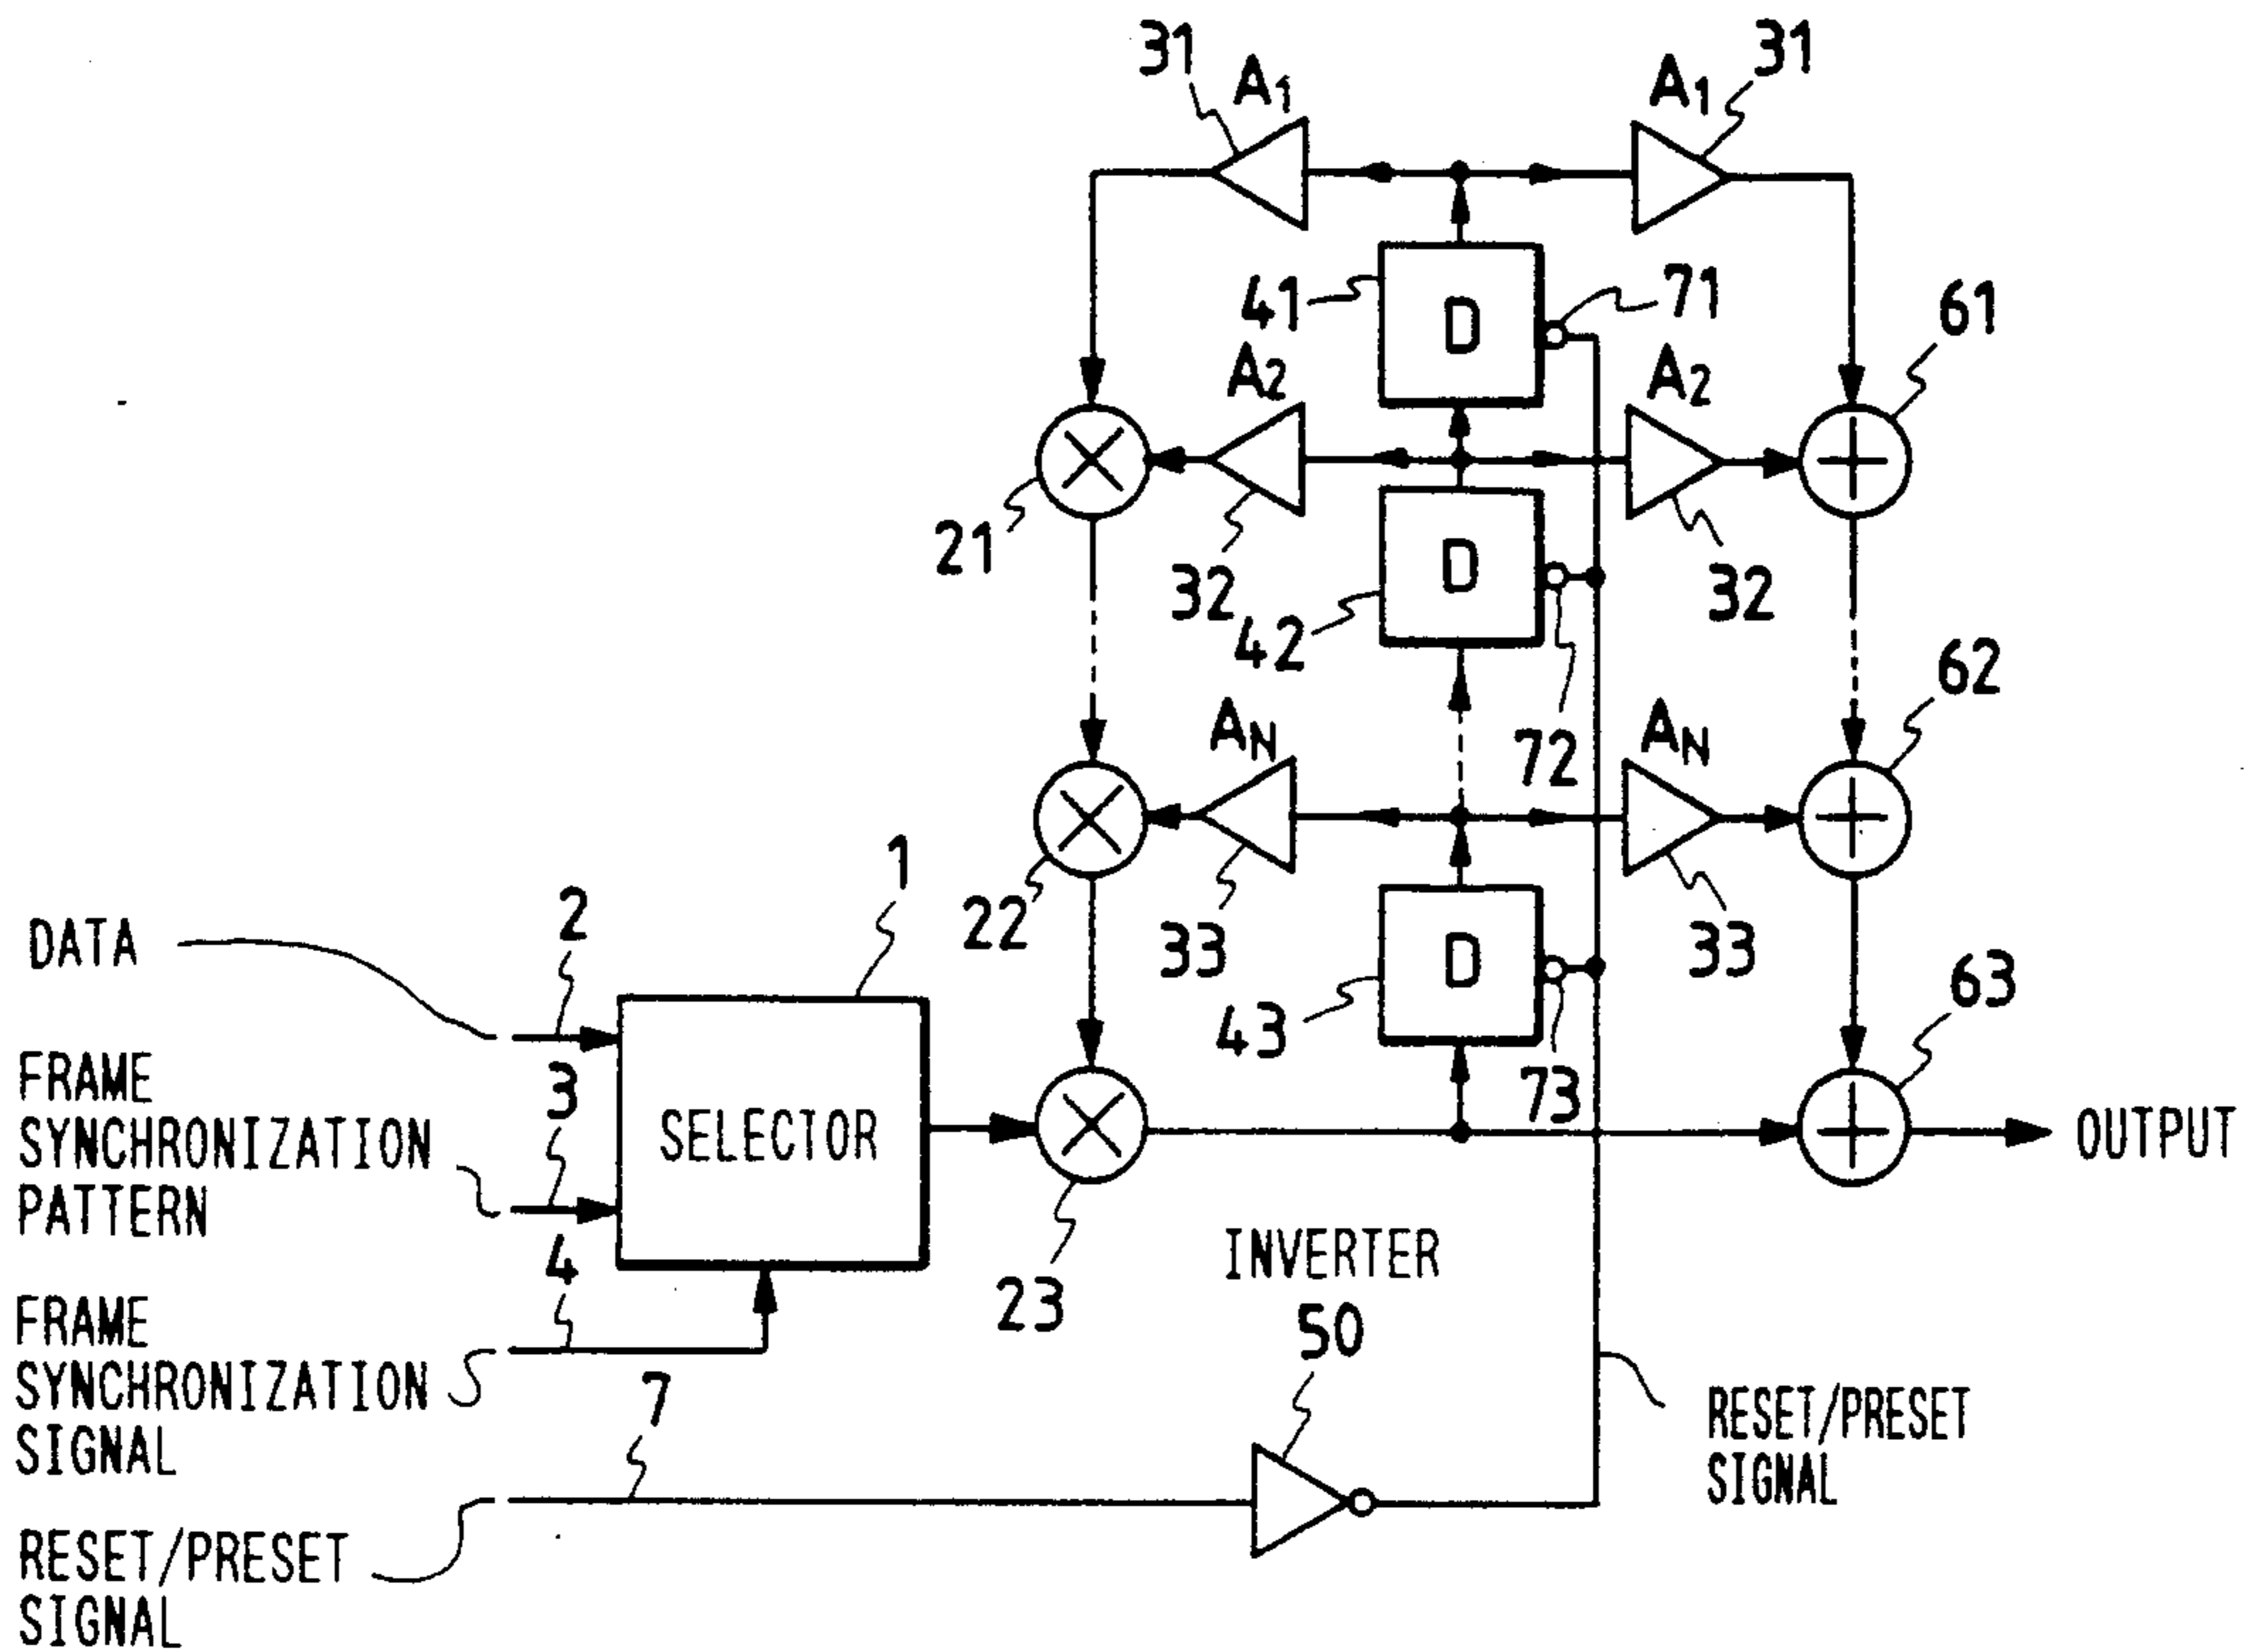 31
A1
A1
31
41
D
71
61
A2
A2
21
32
42
D
72
32
62
AN
AN
22
33
43
D
73
33
63
DATA
2
1
FRAME
SYNCHRONIZATION
PATTERN
3
SELECTOR
23
OUTPUT
4
FRAME
SYNCHRONIZATION
SIGNAL
INVERTER
50
7
RESET/PRESET
SIGNAL
RESET/PRESET
SIGNAL